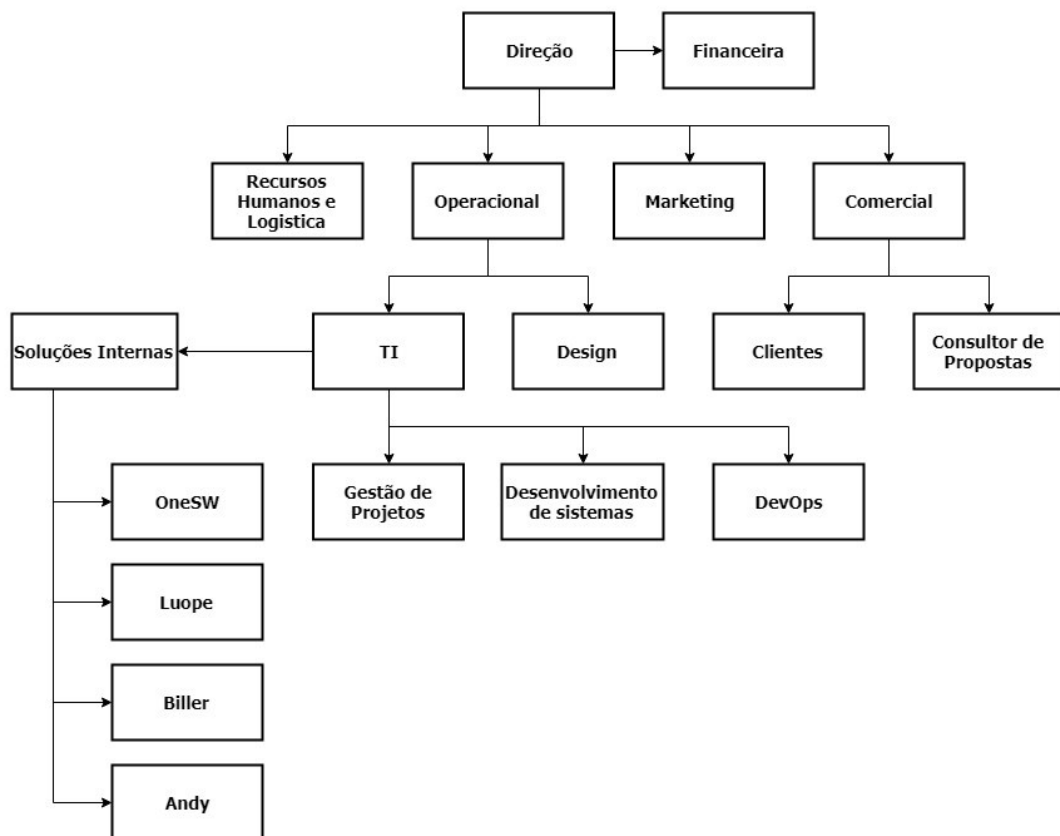 Direção
Financeira
Recursos
Humanos e
Logistica
Operacional
Marketing
Comercial
Soluções Internas
TI
Design
Clientes
Consultor de
Propostas
Gestão de
Projetos
Desenvolvimento
de sistemas
DevOps
OneSW
Luope
Biller
Andy